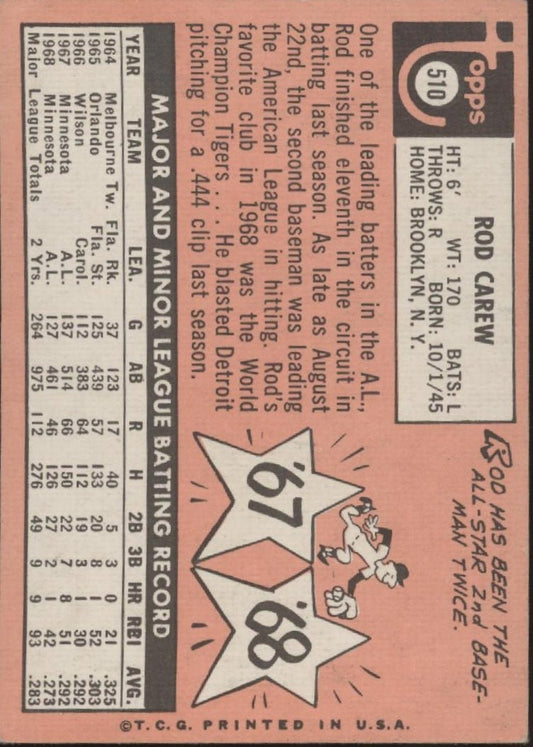 Topps
510
ROD CAREW
HT: 6' WT: 170 BATS: L
THROWS: R BORN: 10/1/45
HOME: BROOKLYN, N. Y.
ROD HAS BEEN THE
ALL-STAR 2nd BASE-
MAN TWICE.
One of the leading batters in the A.L.,
Rod finished eleventh in the circuit in
batting last season. As late as August
22nd, the second baseman was leading
the American League in hitting. Rod's
favorite club in 1968 was the World
Champion Tigers . . . He blasted Detroit
pitching for a .444 clip last season.
'67
'68
MAJOR AND MINOR LEAGUE BATTING RECORD
YEAR TEAM LEA. G AB R H 2B 3B HR RBI AVG.
1964 Melbourne Tw. Fla. Rk. 37 123 17 40 5 3 0 21 .325
1965 Orlando Fla. St. 125 439 57 133 20 8 1 52 .303
1966 Wilson Carol. 112 383 64 112 19 3 1 30 .292
1967 Minnesota A.L. 137 514 66 150 22 7 8 51 .292
1968 Minnesota A.L. 127 461 46 126 27 2 1 42 .273
Major League Totals 2 Yrs. 264 975 112 276 49 9 9 93 .283
©T.C.G. PRINTED IN U.S.A.